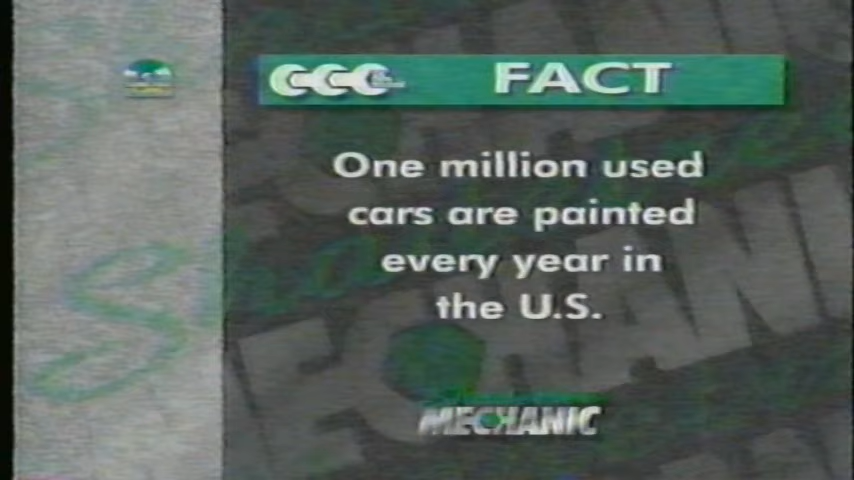 CCC FACT
One million used
cars are painted
every year in
the U.S.
MECHANIC